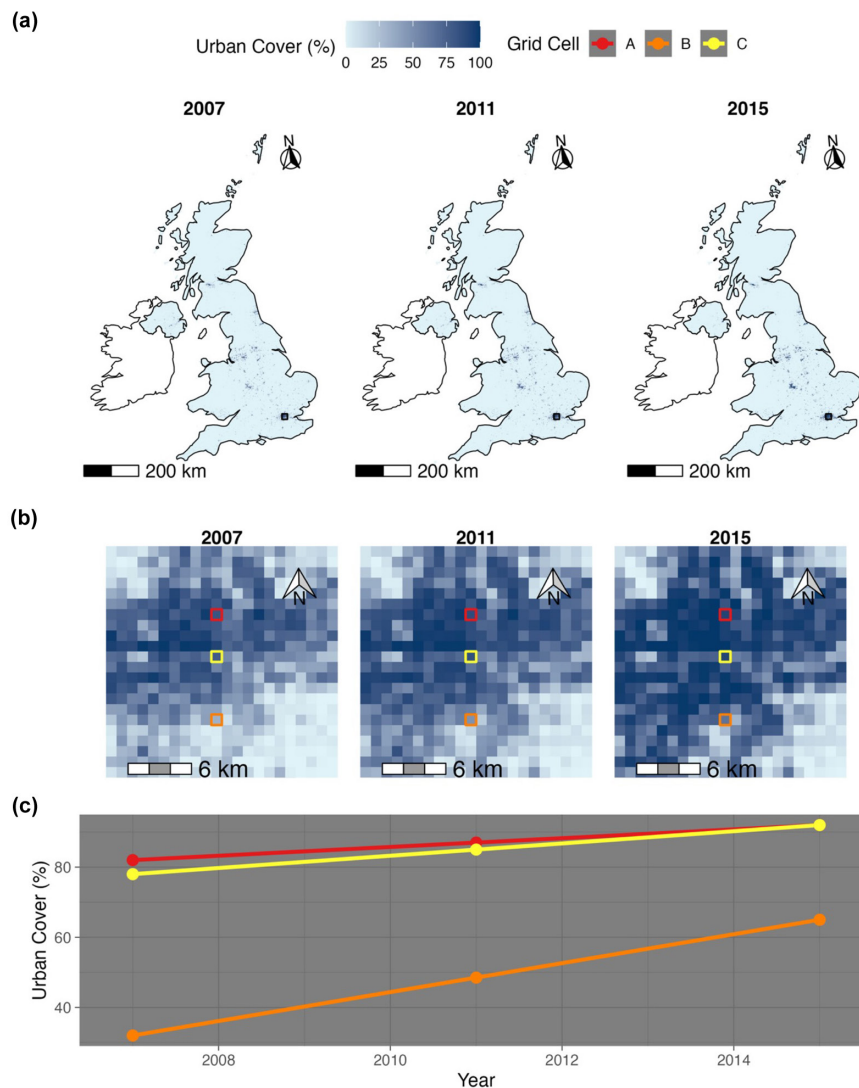 (a)
Urban Cover (%)
0 25 50 75 100
Grid Cell A B C
2007 2011 2015
N N N
200 km 200 km 200 km
(b)
2007 2011 2015
N N N
6 km 6 km 6 km
(c)
Urban Cover (%)
80
60
40
2008 2010 2012 2014
Year